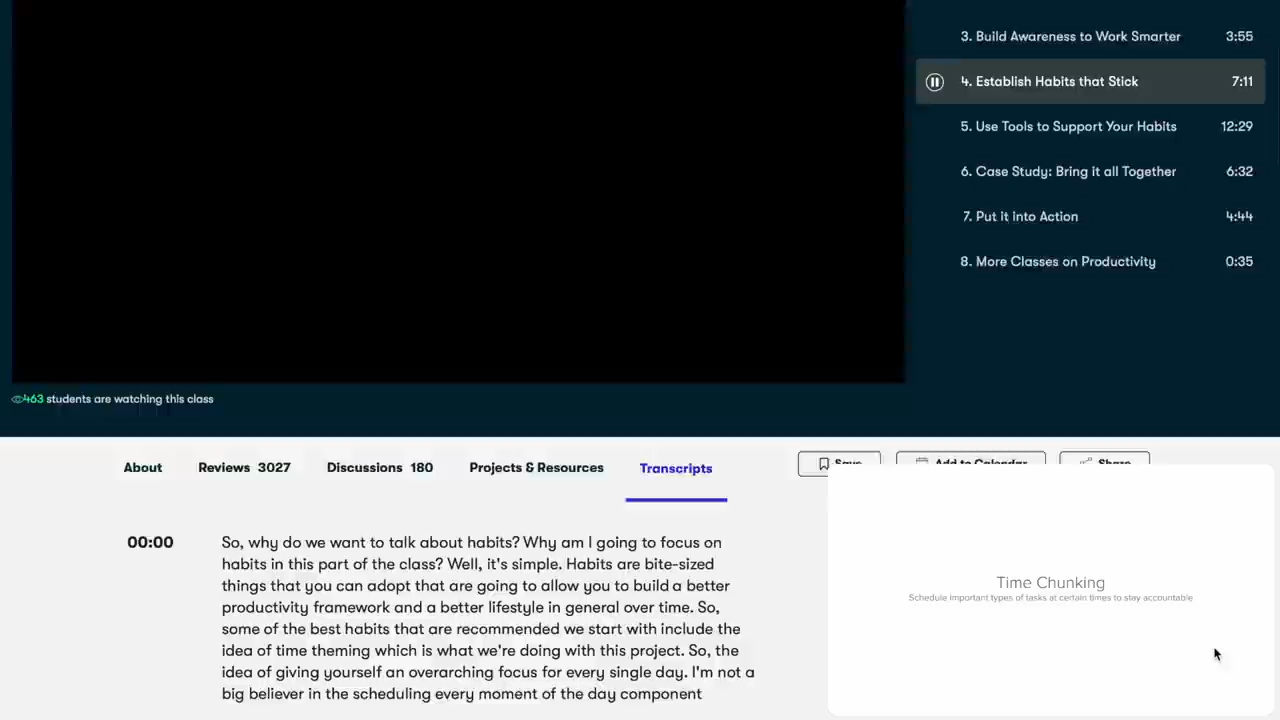 3. Build Awareness to Work Smarter 3:55
4. Establish Habits that Stick 7:11
5. Use Tools to Support Your Habits 12:29
6. Case Study: Bring it all Together 6:32
7. Put it into Action 4:44
8. More Classes on Productivity 0:35
463 students are watching this class
About Reviews 3027 Discussions 180 Projects & Resources Transcripts
Save Add to Calendar Share
00:00 So, why do we want to talk about habits? Why am I going to focus on
habits in this part of the class? Well, it's simple. Habits are bite-sized
things that you can adopt that are going to allow you to build a better
productivity framework and a better lifestyle in general over time. So,
some of the best habits that are recommended we start with include the
idea of time theming which is what we're doing with this project. So, the
idea of giving yourself an overarching focus for every single day. I'm not a
big believer in the scheduling every moment of the day component
Time Chunking
Schedule important types of tasks at certain times to stay accountable